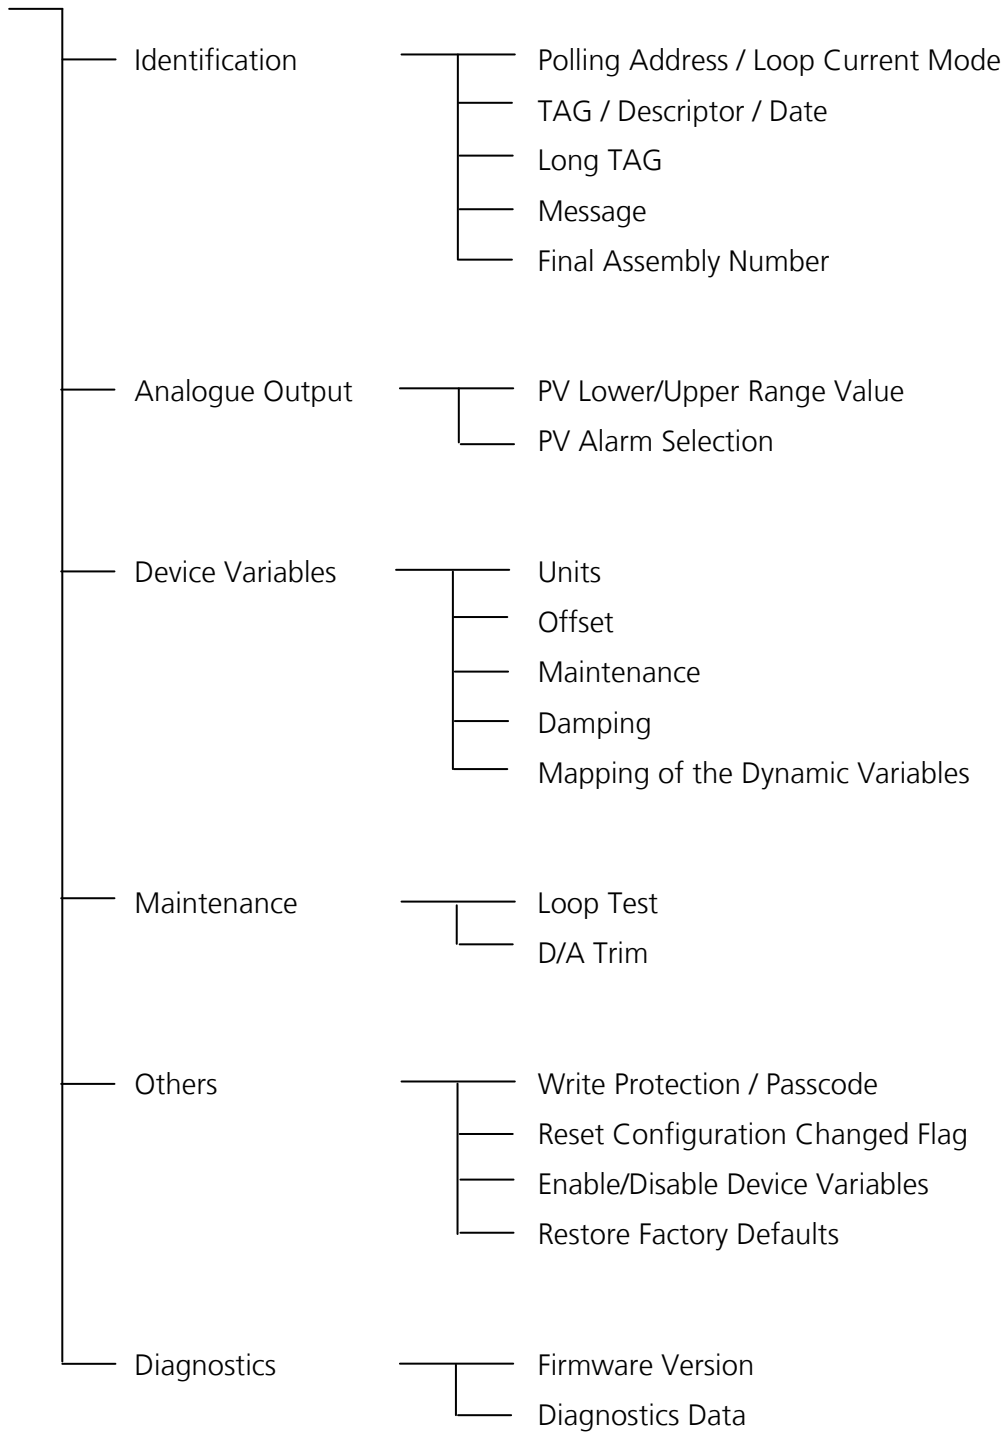 Identification
Polling Address / Loop Current Mode
TAG / Descriptor / Date
Long TAG
Message
Final Assembly Number
Analogue Output
PV Lower/Upper Range Value
PV Alarm Selection
Device Variables
Units
Offset
Maintenance
Damping
Mapping of the Dynamic Variables
Maintenance
Loop Test
D/A Trim
Others
Write Protection / Passcode
Reset Configuration Changed Flag
Enable/Disable Device Variables
Restore Factory Defaults
Diagnostics
Firmware Version
Diagnostics Data